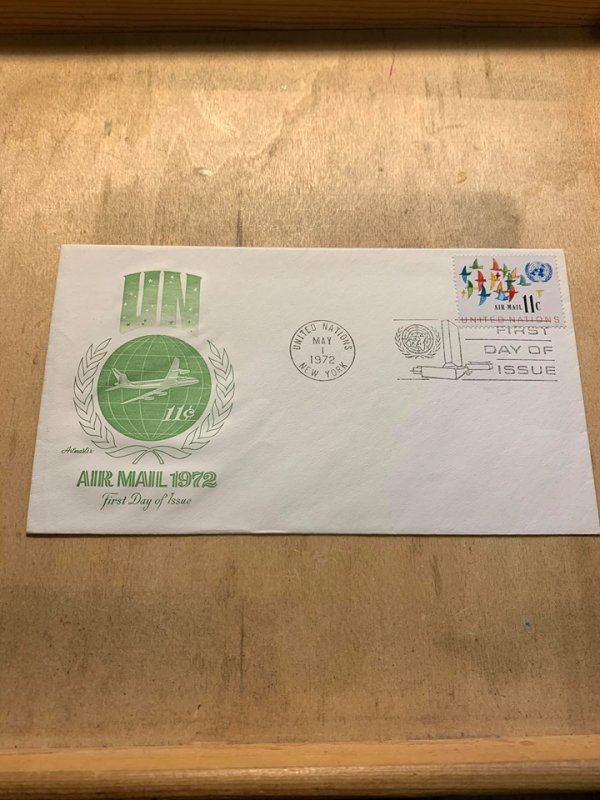 UN
11¢
Artmaster
AIR MAIL 1972
First Day of Issue
UNITED NATIONS
MAY
1
1972
NEW YORK
AIR MAIL 11c
UNITED NATIONS
FIRST
DAY OF
ISSUE